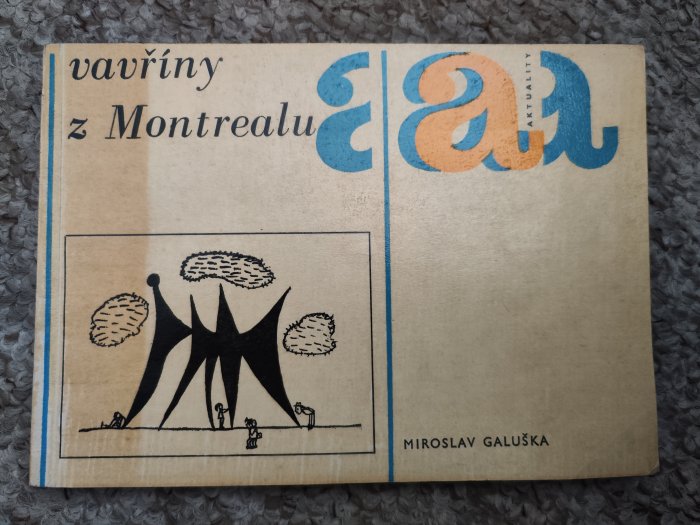 vavříny
z Montrealu
a a a a
AKTUALITY
MIROSLAV GALUŠKA